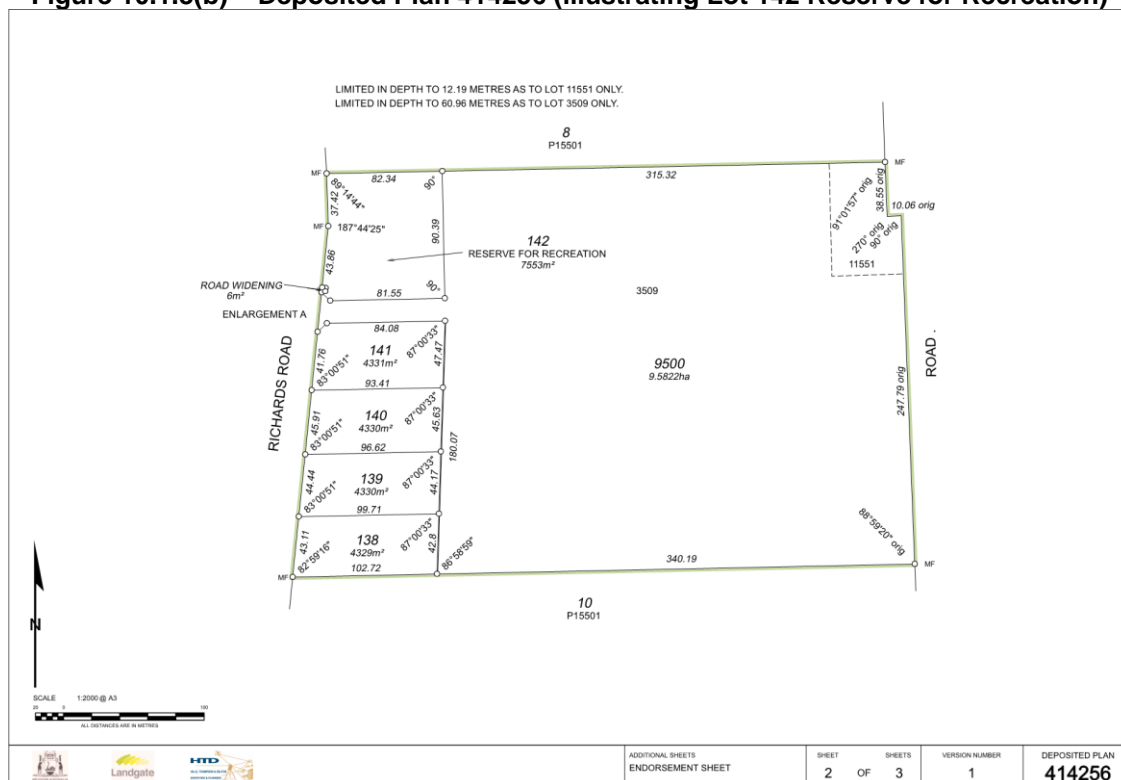 Figure 10.1.8(b) – Deposited Plan 414256 (Illustrating Lot 142 Reserve for Recreation)
LIMITED IN DEPTH TO 12.19 METRES AS TO LOT 11551 ONLY.
LIMITED IN DEPTH TO 60.96 METRES AS TO LOT 3509 ONLY.
8
P15501
MF
MF
82.34
90°
315.32
89°14'44"
37.42
MF
187°44'25"
90.39
91°01'57" orig
38.55 orig
10.06 orig
270° orig
90° orig
11551
142
RESERVE FOR RECREATION
7553m²
43.86
ROAD WIDENING
6m²
81.55
90°
3509
ENLARGEMENT A
84.08
RICHARDS ROAD
41.76
141
4331m²
87°00'33"
47.47
83°00'51"
93.41
9500
9.5822ha
ROAD .
247.79 orig
45.91
140
4330m²
87°00'33"
45.63
83°00'51"
96.62
180.07
44.44
139
4330m²
87°00'33"
44.17
83°00'51"
99.71
43.11
138
4329m²
87°00'33"
42.8
82°59'16"
102.72
86°58'59"
340.19
88°59'20" orig
MF
MF
10
P15501
N
SCALE 1:2000 @ A3
20 0 100
ALL DISTANCES ARE IN METRES
Landgate
HTD
ADDITIONAL SHEETS
ENDORSEMENT SHEET
SHEET SHEETS
2 OF 3
VERSION NUMBER
1
DEPOSITED PLAN
414256